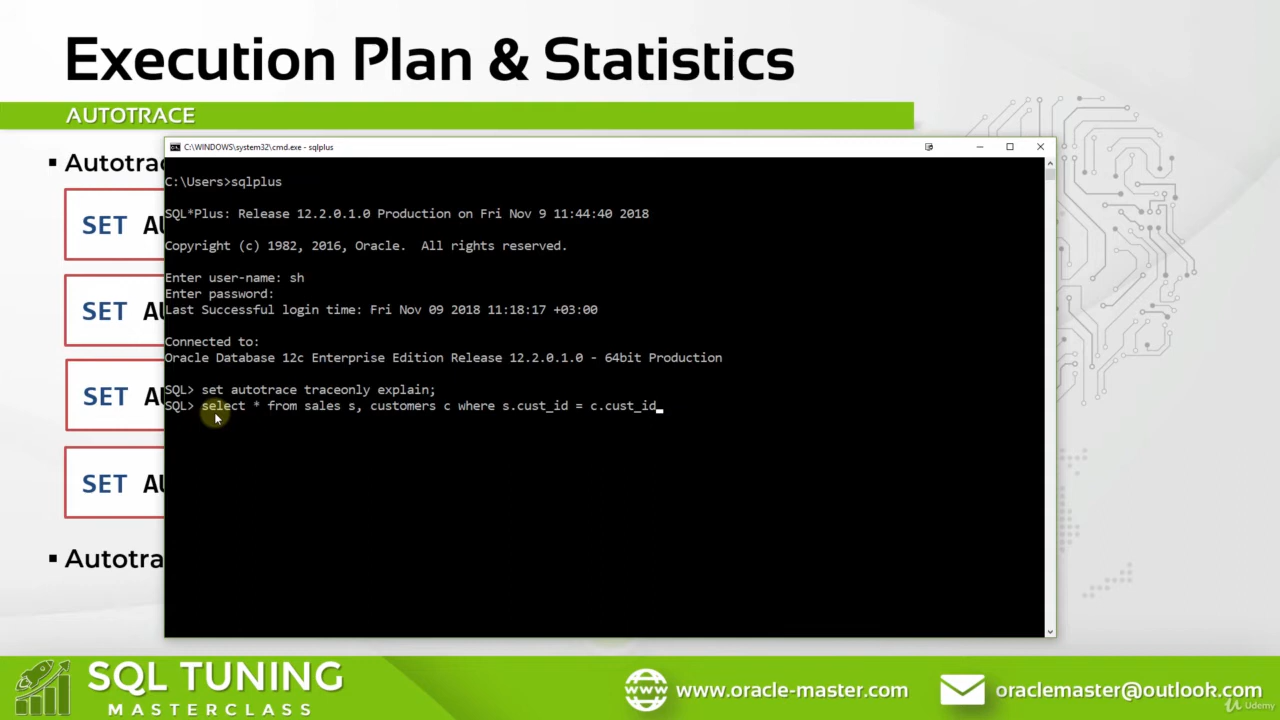 Execution Plan & Statistics
AUTOTRACE
▪ Autotrac
SET AU
SET AU
SET AU
SET AU
▪ Autotra
C:\WINDOWS\system32\cmd.exe - sqlplus
C:\Users>sqlplus
SQL*Plus: Release 12.2.0.1.0 Production on Fri Nov 9 11:44:40 2018
Copyright (c) 1982, 2016, Oracle.  All rights reserved.
Enter user-name: sh
Enter password:
Last Successful login time: Fri Nov 09 2018 11:18:17 +03:00
Connected to:
Oracle Database 12c Enterprise Edition Release 12.2.0.1.0 - 64bit Production
SQL> set autotrace traceonly explain;
SQL> select * from sales s, customers c where s.cust_id = c.cust_id
SQL TUNING
MASTERCLASS
www.oracle-master.com
oraclemaster@outlook.com
Udemy